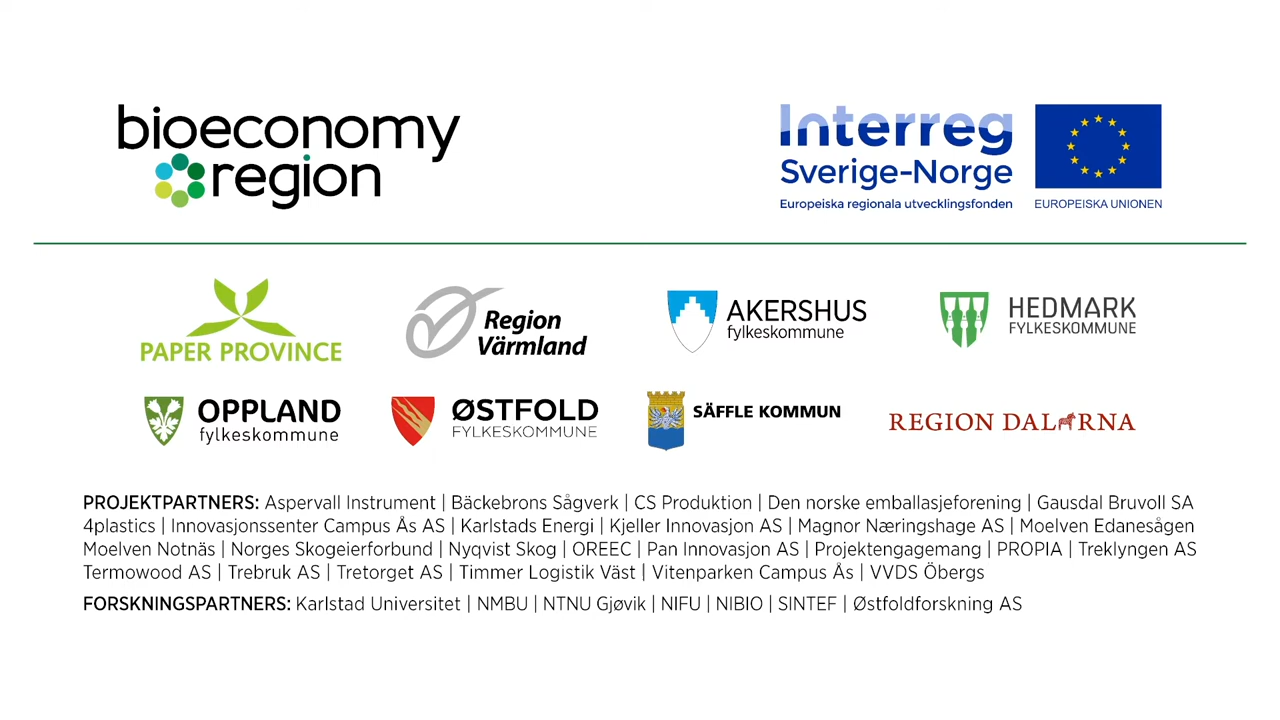 bioeconomy
region
Interreg
Sverige-Norge
Europeiska regionala utvecklingsfonden
EUROPEISKA UNIONEN
PAPER PROVINCE
Region
Värmland
AKERSHUS
fylkeskommune
HEDMARK
FYLKESKOMMUNE
OPPLAND
fylkeskommune
ØSTFOLD
FYLKESKOMMUNE
SÄFFLE KOMMUN
REGION DALARNA
PROJEKTPARTNERS: Aspervall Instrument | Bäckebrons Sågverk | CS Produktion | Den norske emballasjeforening | Gausdal Bruvoll SA
4plastics | Innovasjonssenter Campus Ås AS | Karlstads Energi | Kjeller Innovasjon AS | Magnor Næringshage AS | Moelven Edanesågen
Moelven Notnäs | Norges Skogeierforbund | Nyqvist Skog | OREEC | Pan Innovasjon AS | Projektengagemang | PROPIA | Treklyngen AS
Termowood AS | Trebruk AS | Tretorget AS | Timmer Logistik Väst | Vitenparken Campus Ås | VVDS Öbergs
FORSKNINGSPARTNERS: Karlstad Universitet | NMBU | NTNU Gjøvik | NIFU | NIBIO | SINTEF | Østfoldforskning AS